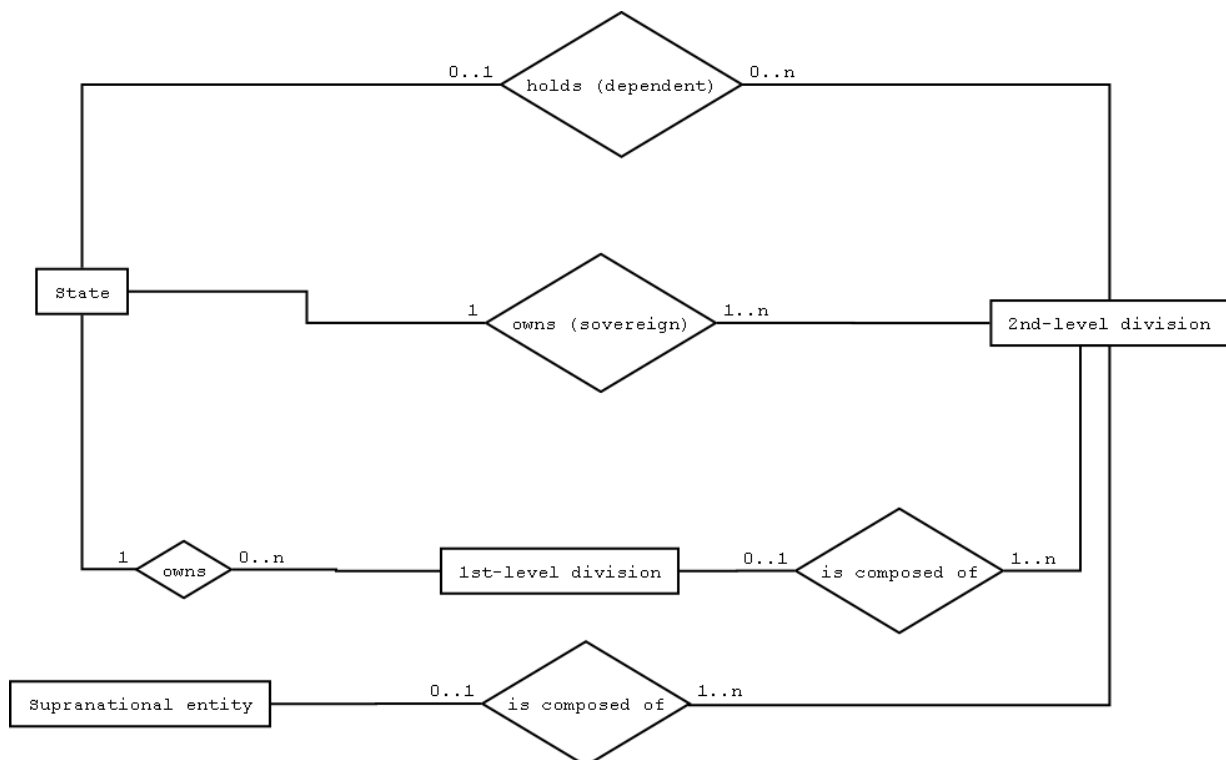 0..1
0..n
holds (dependent)
State
1
1..n
owns (sovereign)
2nd-level division
1
0..n
owns
1st-level division
0..1
1..n
is composed of
0..1
1..n
Supranational entity
is composed of